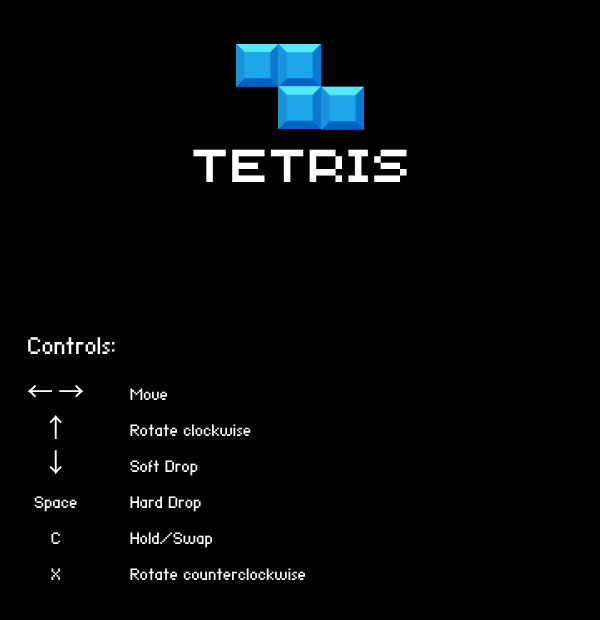 TETRIS
Controls:
← → Move
↑ Rotate clockwise
↓ Soft Drop
Space Hard Drop
C Hold/Swap
X Rotate counterclockwise